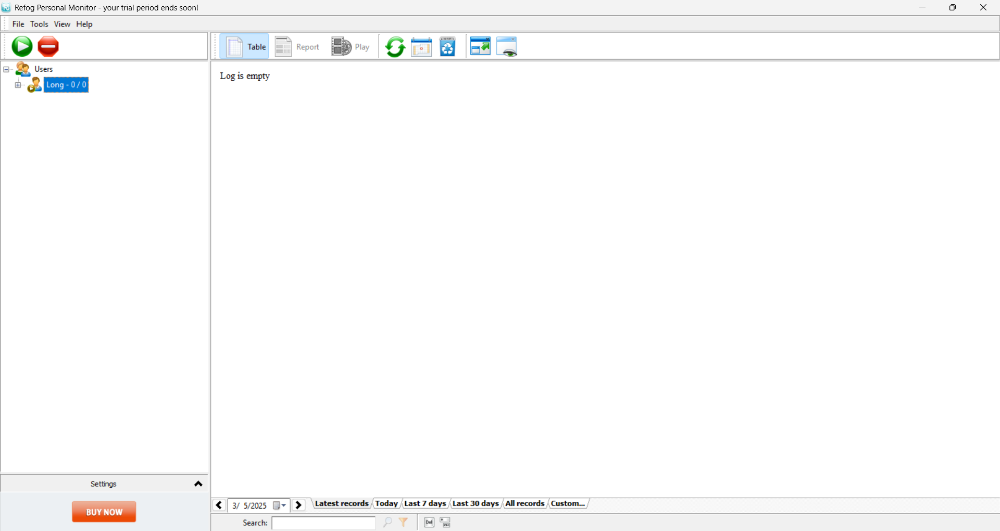 Refog Personal Monitor - your trial period ends soon!
File Tools View Help
Table Report Play
Users
Long - 0 / 0
Log is empty
Settings
BUY NOW
3/ 5/2025 Latest records Today Last 7 days Last 30 days All records Custom...
Search: Del